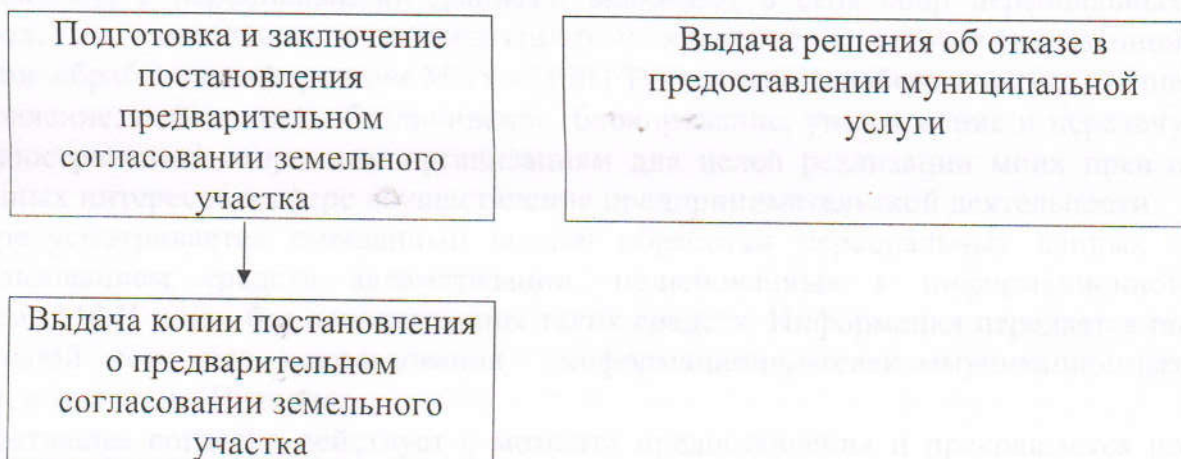 Подготовка и заключение
постановления
предварительном
согласовании земельного
участка
Выдача решения об отказе в
предоставлении муниципальной
услуги
Выдача копии постановления
о предварительном
согласовании земельного
участка